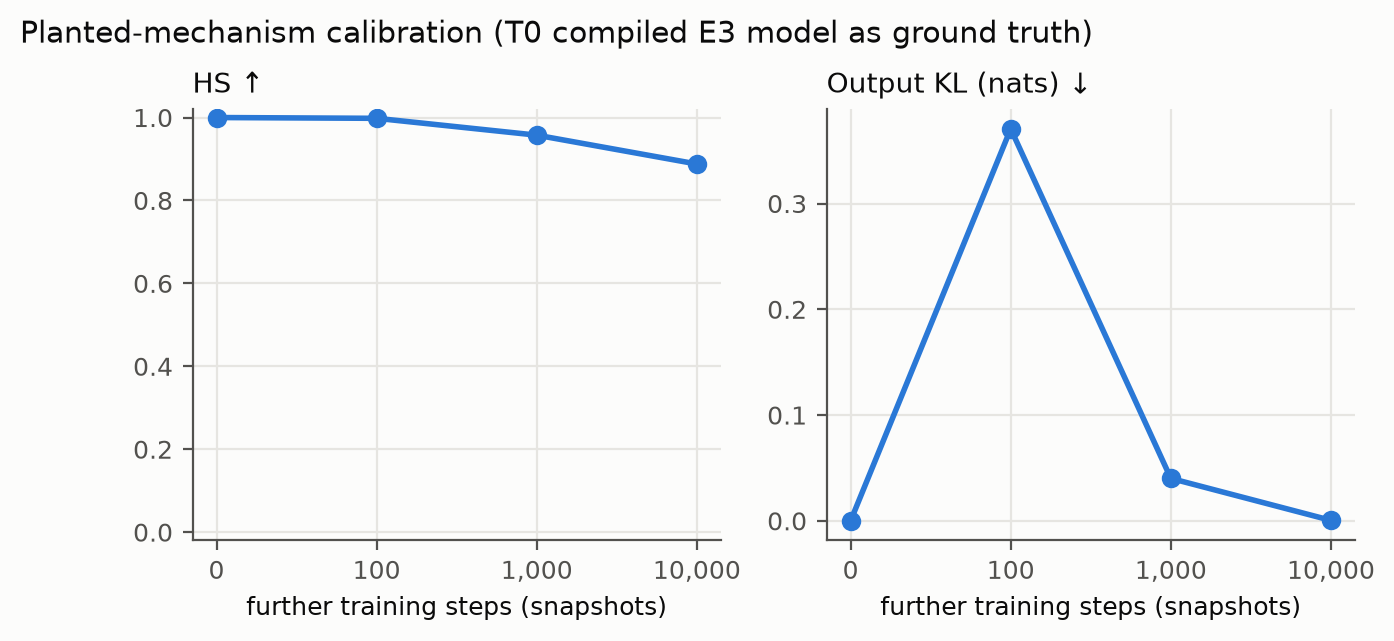 Planted-mechanism calibration (T0 compiled E3 model as ground truth)
HS ↑
1.0
0.8
0.6
0.4
0.2
0.0
0 100 1,000 10,000
further training steps (snapshots)
Output KL (nats) ↓
0.3
0.2
0.1
0.0
0 100 1,000 10,000
further training steps (snapshots)